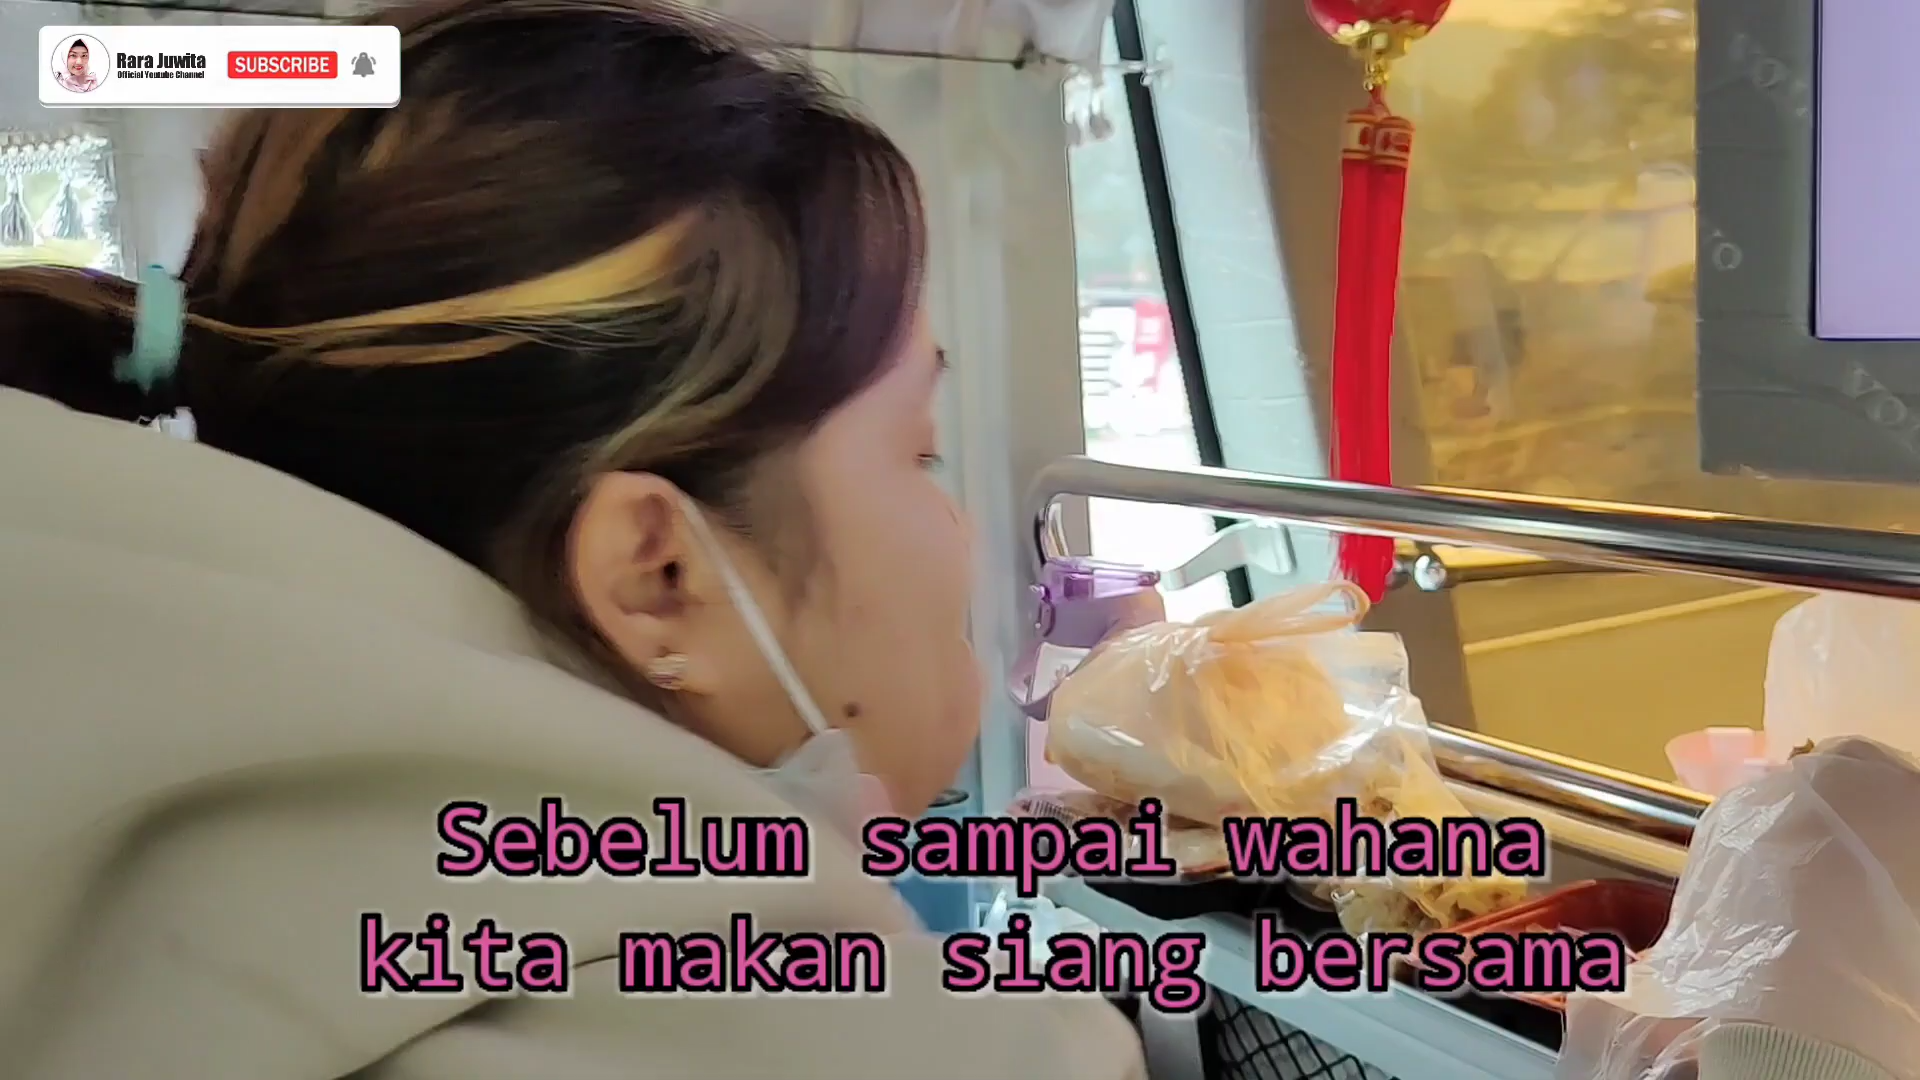 Rara Juwita
Official Youtube Channel
SUBSCRIBE
Sebelum sampai wahana
kita makan siang bersama